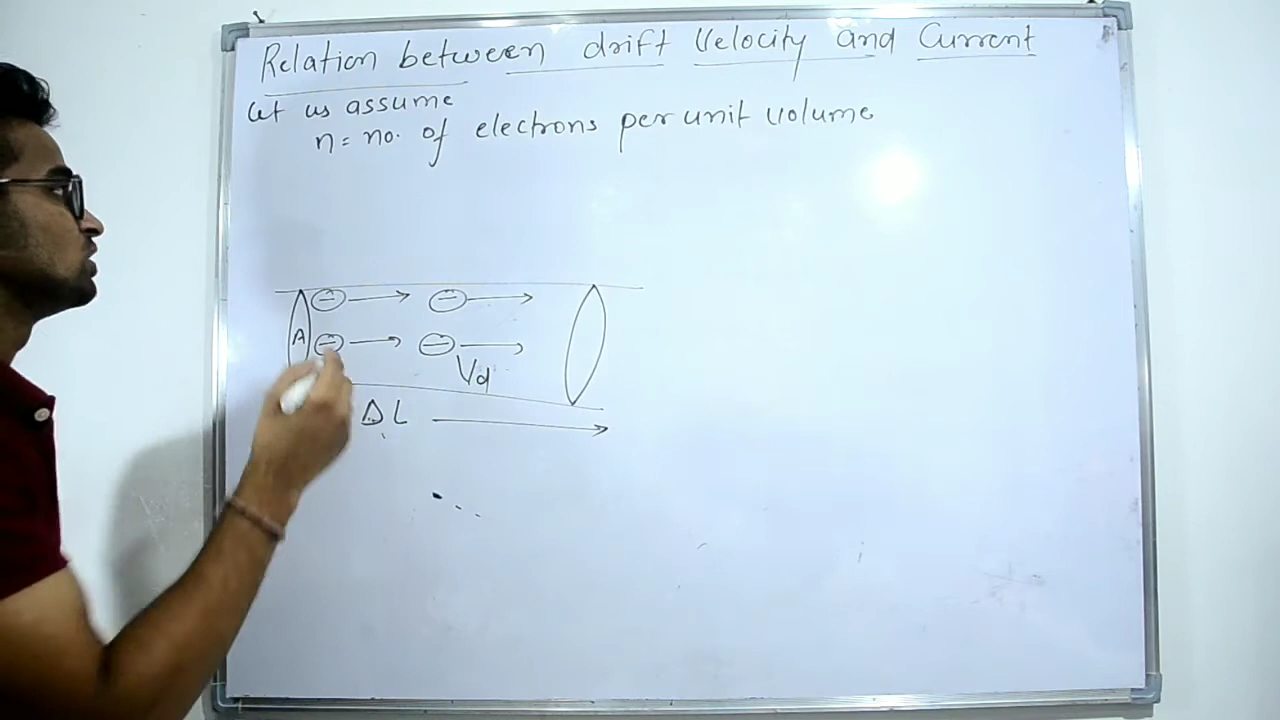 Relation between drift Velocity and Current
let us assume
n = no. of electrons per unit volume
A
Vd
ΔL